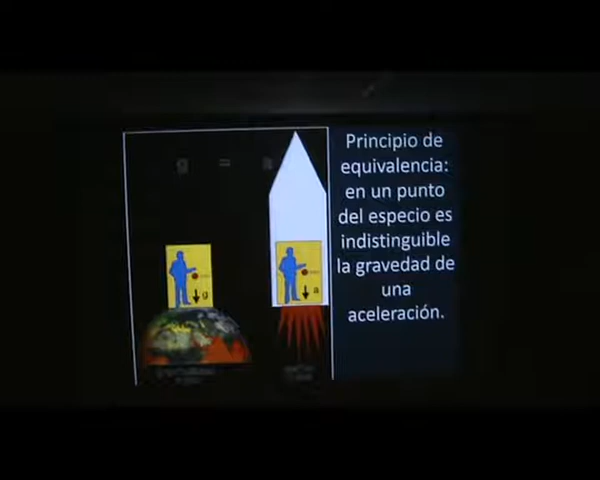 g = a
Principio de
equivalencia:
en un punto
del especio es
indistinguible
la gravedad de
una
aceleración.
g
a